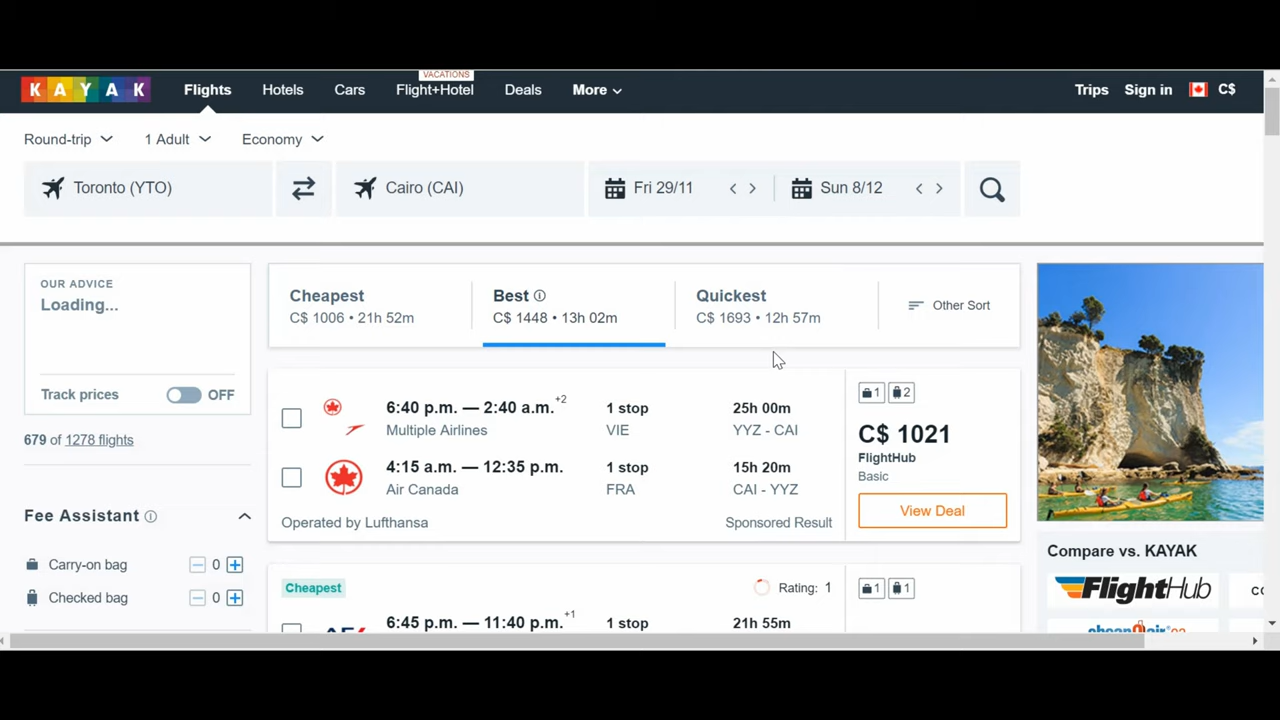 VACATIONS
KAYAK Flights Hotels Cars Flight+Hotel Deals More Trips Sign in C$
Round-trip 1 Adult Economy
Toronto (YTO) Cairo (CAI) Fri 29/11 Sun 8/12
OUR ADVICE
Loading...
Track prices OFF
679 of 1278 flights
Fee Assistant
Carry-on bag 0
Checked bag 0
Cheapest
C$ 1006 • 21h 52m
Best
C$ 1448 • 13h 02m
Quickest
C$ 1693 • 12h 57m
Other Sort
6:40 p.m. — 2:40 a.m.+2 1 stop 25h 00m
Multiple Airlines VIE YYZ - CAI
4:15 a.m. — 12:35 p.m. 1 stop 15h 20m
Air Canada FRA CAI - YYZ
Operated by Lufthansa Sponsored Result
1 2
C$ 1021
FlightHub
Basic
View Deal
Cheapest Rating: 1
1 1
6:45 p.m. — 11:40 p.m.+1 1 stop 21h 55m
Compare vs. KAYAK
FlightHub